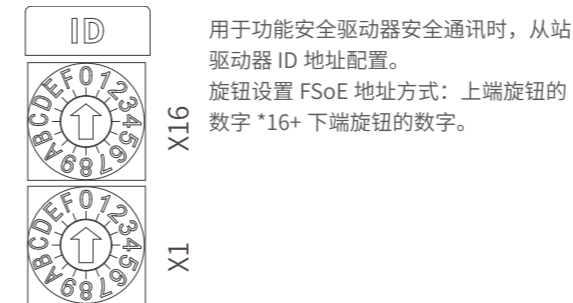 ID
用于功能安全驱动器安全通讯时，从站
驱动器 ID 地址配置。
旋钮设置 FSoE 地址方式：上端旋钮的
数字 *16+ 下端旋钮的数字。
0123456789ABCDEF
X16
0123456789ABCDEF
X1